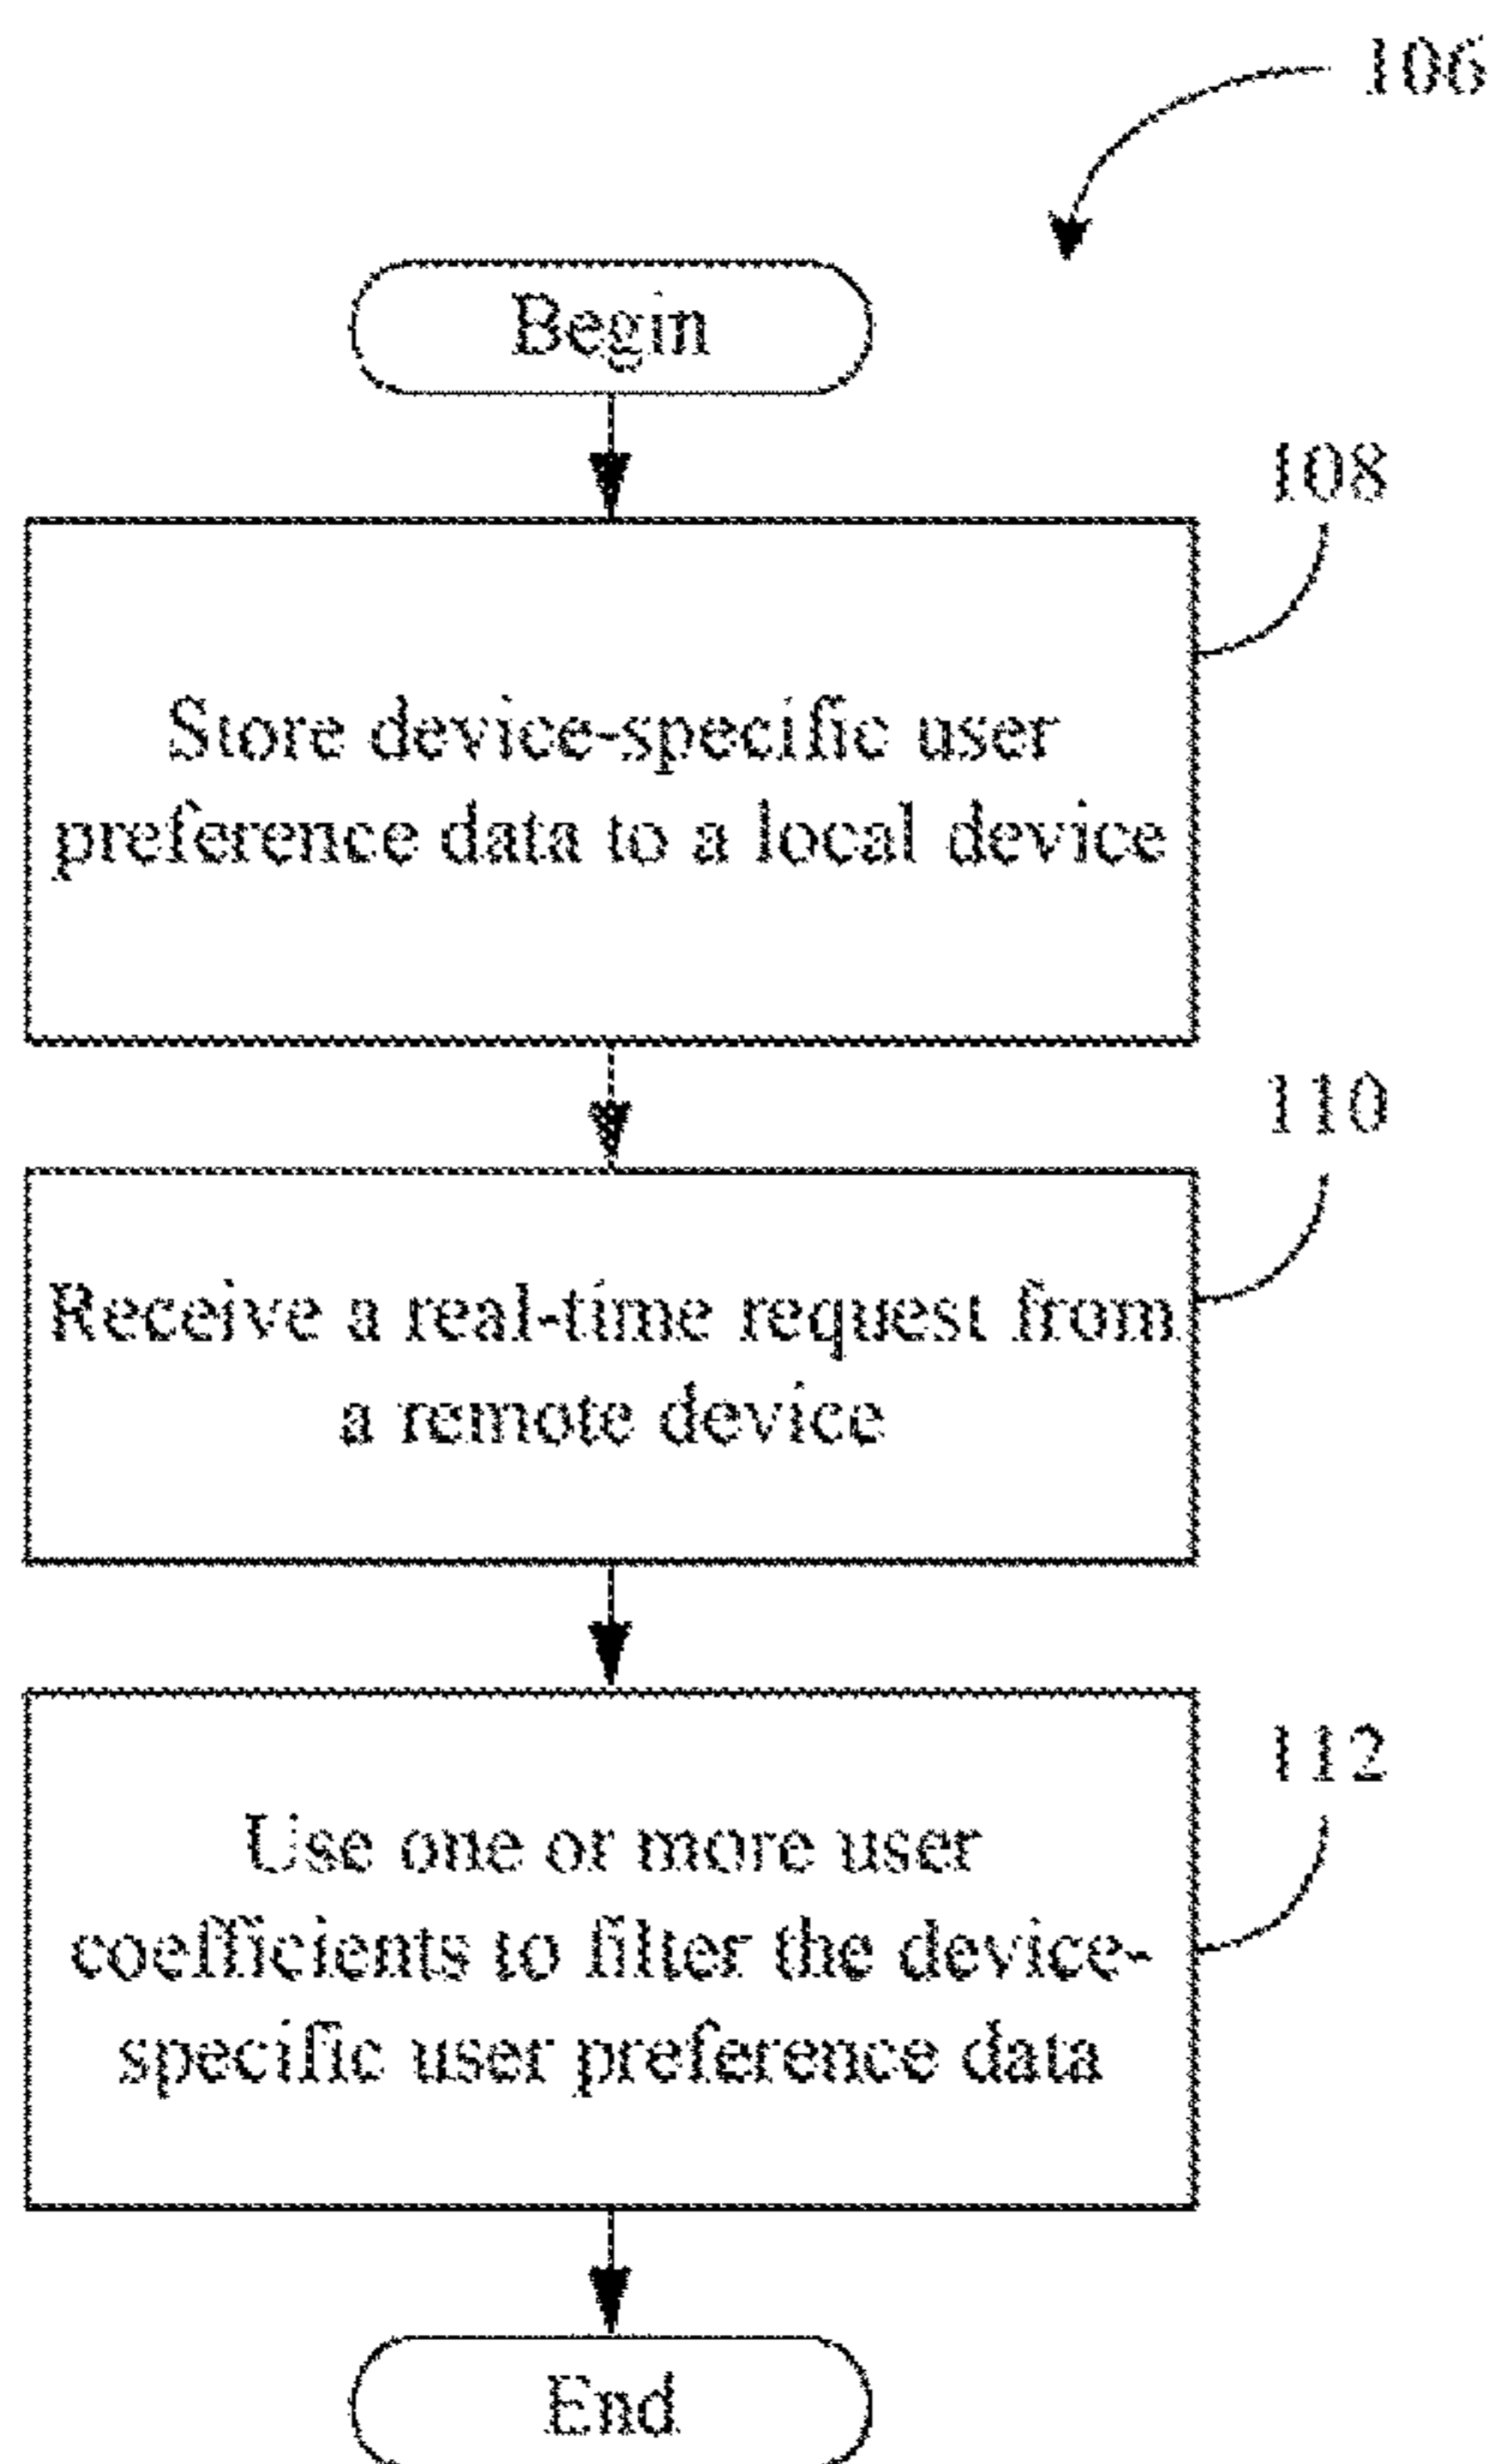 106
Begin
108
Store device-specific user
preference data to a local device
110
Receive a real-time request from
a remote device
112
Use one or more user
coefficients to filter the device-
specific user preference data
End